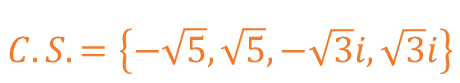 C.S.= {−√5, √5, −√3i, √3i}